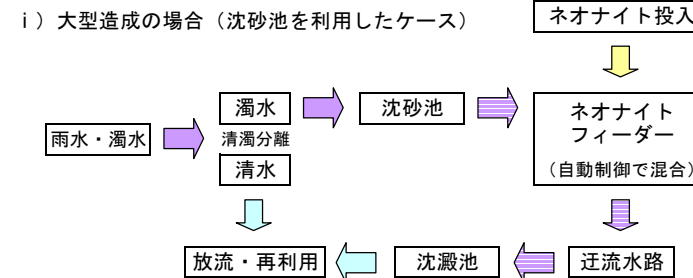 ⅰ）大型造成の場合（沈砂池を利用したケース）
ネオナイト投入
濁水
沈砂池
ネオナイト
フィーダー
（自動制御で混合）
雨水・濁水
清濁分離
清水
放流・再利用
沈澱池
迂流水路